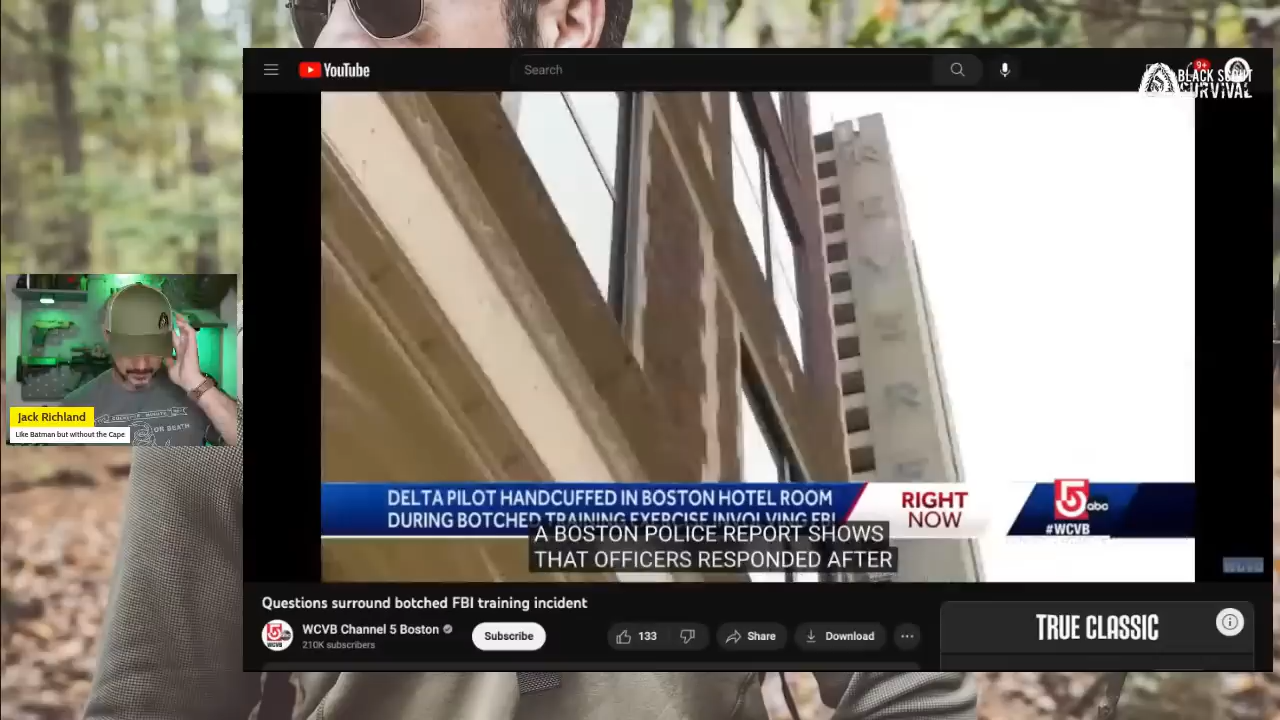 YouTube
Search
9+
BLACK SCOUT
SURVIVAL
Jack Richland
Like Batman but without the Cape
ON DEATH
DELTA PILOT HANDCUFFED IN BOSTON HOTEL ROOM
DURING BOTCHED TRAINING EXERCISE INVOLVING FBI
RIGHT
NOW
5
abc
#WCVB
A BOSTON POLICE REPORT SHOWS
THAT OFFICERS RESPONDED AFTER
Questions surround botched FBI training incident
WCVB Channel 5 Boston
210K subscribers
Subscribe
133
Share
Download
TRUE CLASSIC